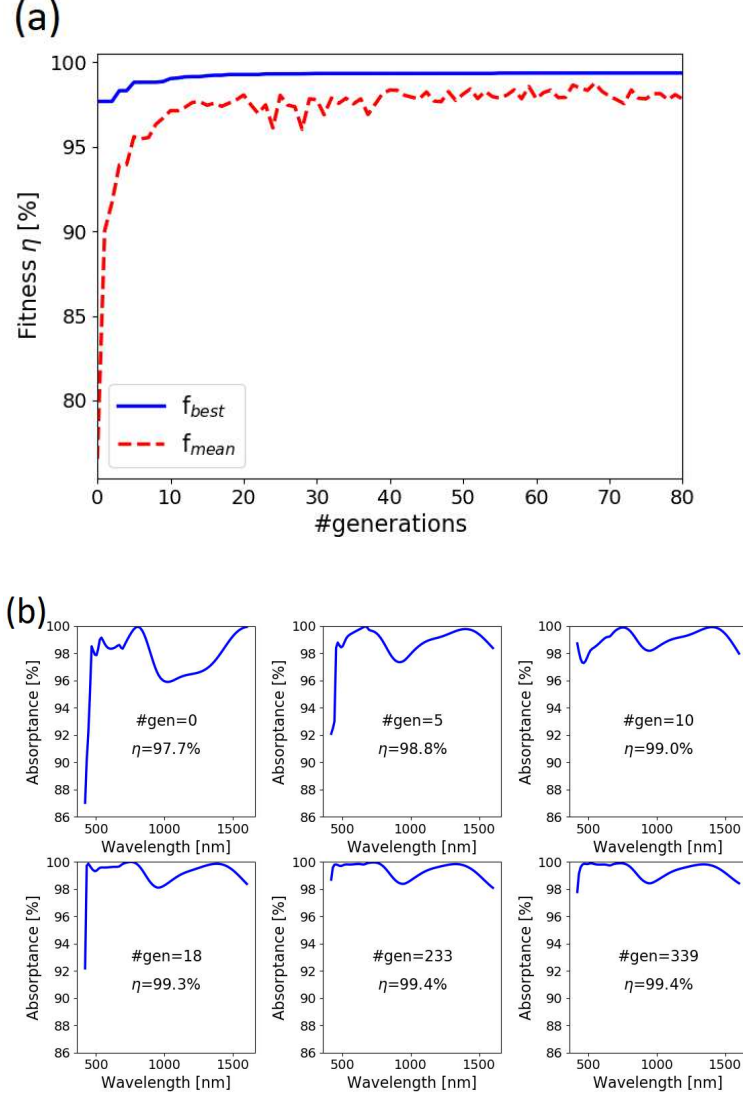 (a)
100
95
90
85
80
Fitness η [%]
f_best
f_mean
0 10 20 30 40 50 60 70 80
#generations
(b)
100
98
96
94
92
90
88
86
Absorptance [%]
#gen=0
η=97.7%
500 1000 1500
Wavelength [nm]
100
98
96
94
92
90
88
86
Absorptance [%]
#gen=5
η=98.8%
500 1000 1500
Wavelength [nm]
100
98
96
94
92
90
88
86
Absorptance [%]
#gen=10
η=99.0%
500 1000 1500
Wavelength [nm]
100
98
96
94
92
90
88
86
Absorptance [%]
#gen=18
η=99.3%
500 1000 1500
Wavelength [nm]
100
98
96
94
92
90
88
86
Absorptance [%]
#gen=233
η=99.4%
500 1000 1500
Wavelength [nm]
100
98
96
94
92
90
88
86
Absorptance [%]
#gen=339
η=99.4%
500 1000 1500
Wavelength [nm]